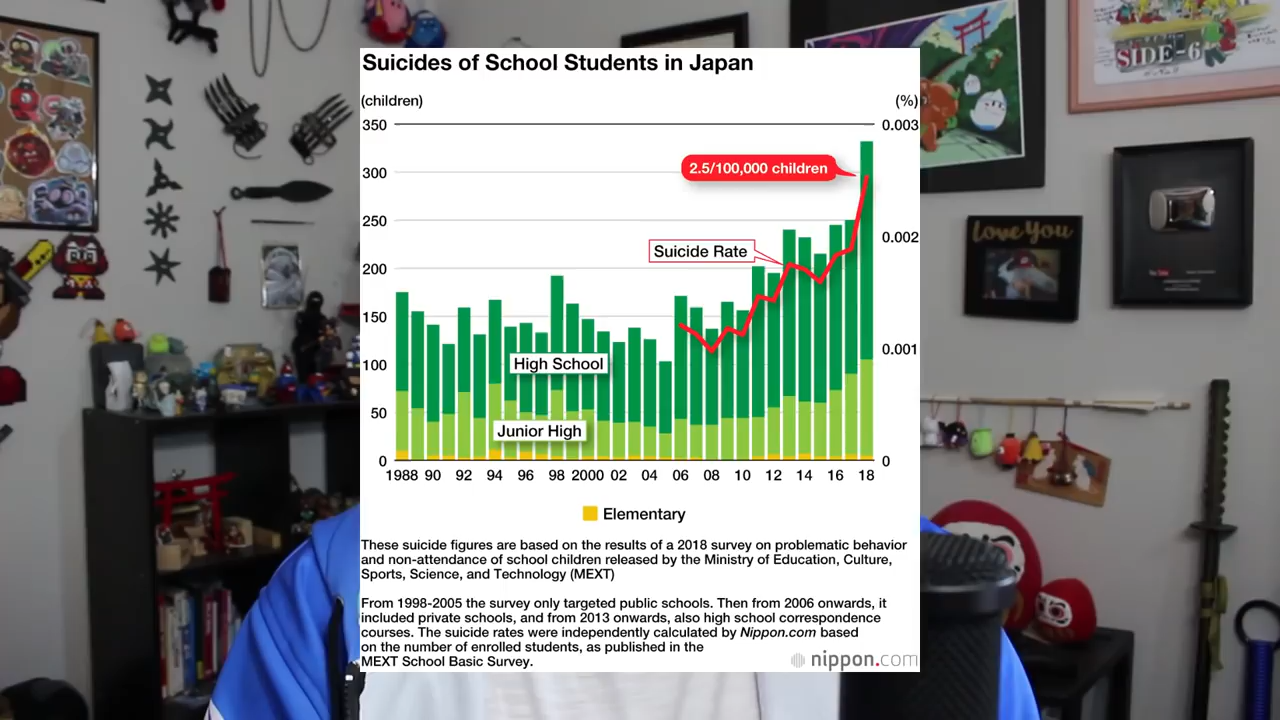 Suicides of School Students in Japan
(children)
(%)
350
0.003
300
2.5/100,000 children
250
0.002
Suicide Rate
200
150
0.001
100
High School
50
Junior High
0
0
1988 90 92 94 96 98 2000 02 04 06 08 10 12 14 16 18
Elementary
These suicide figures are based on the results of a 2018 survey on problematic behavior
and non-attendance of school children released by the Ministry of Education, Culture,
Sports, Science, and Technology (MEXT)
From 1998-2005 the survey only targeted public schools. Then from 2006 onwards, it
included private schools, and from 2013 onwards, also high school correspondence
courses. The suicide rates were independently calculated by Nippon.com based
on the number of enrolled students, as published in the
MEXT School Basic Survey.
nippon.com
SIDE-6
love You